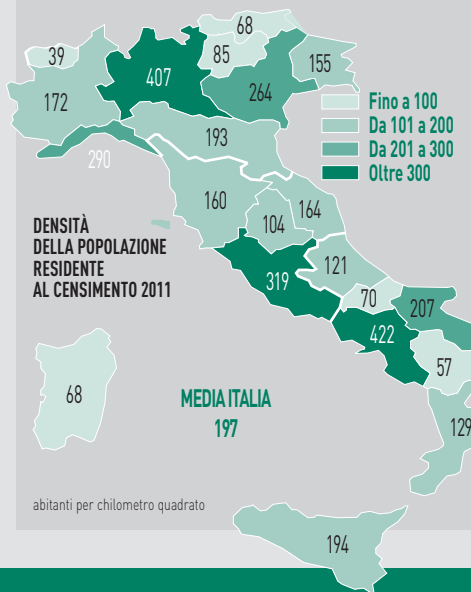 68
39
85
155
407
172
264
Fino a 100
Da 101 a 200
Da 201 a 300
Oltre 300
193
290
160
164
104
DENSITÀ
DELLA POPOLAZIONE
RESIDENTE
AL CENSIMENTO 2011
121
319
70
207
422
57
68
MEDIA ITALIA
197
129
abitanti per chilometro quadrato
194